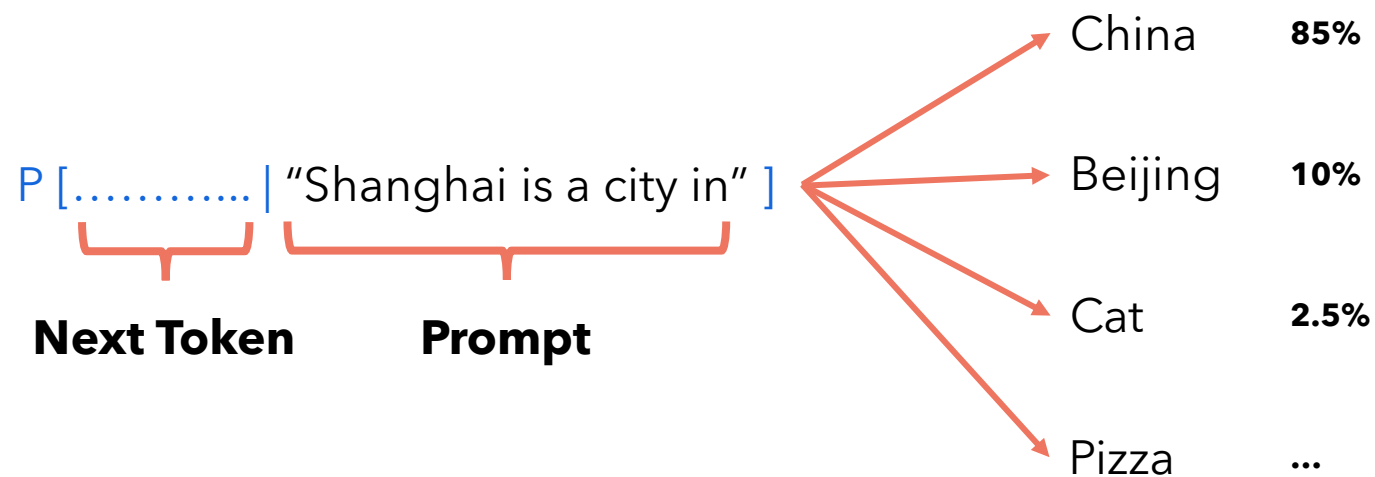 China 85%
P [………….. | “Shanghai is a city in” ]
Beijing 10%
Next Token
Prompt
Cat 2.5%
Pizza ...